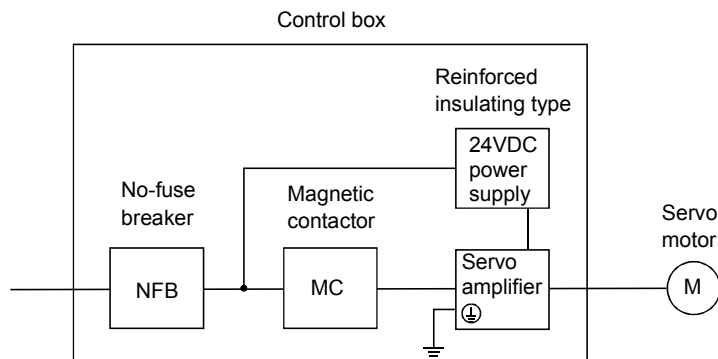 Control box
Reinforced
insulating type
24VDC
power
supply
No-fuse
breaker
Magnetic
contactor
Servo
motor
NFB
MC
Servo
amplifier
M